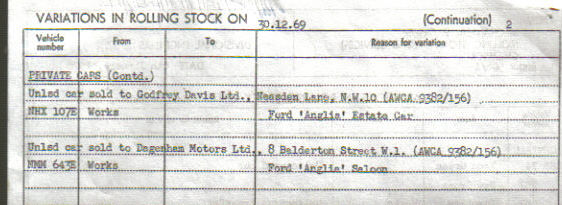 VARIATIONS IN ROLLING STOCK ON 30.12.69 (Continuation) 2
Vehicle number From To Reason for variation
PRIVATE CARS (Contd.)
Unlsd car sold to Godfrey Davis Ltd., Neasden Lane, N.W.10 (AWCA 9382/156)
NHX 107E Works Ford 'Anglia' Estate Car
Unlsd car sold to Dagenham Motors Ltd., 8 Balderton Street W.1. (AWCA 9382/156)
NMM 643E Works Ford 'Anglia' Saloon